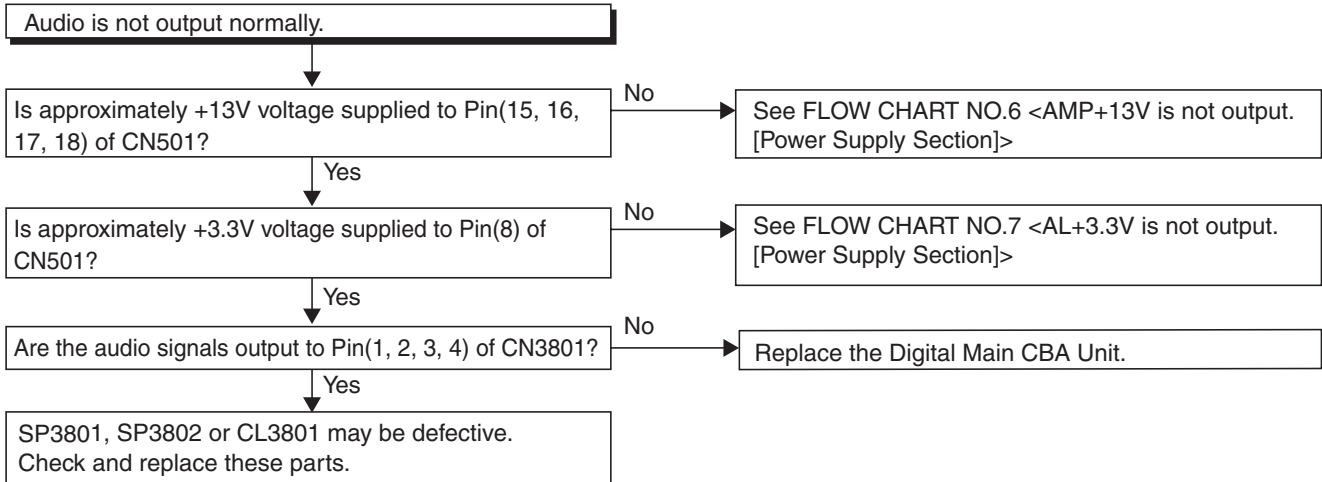 Audio is not output normally.
Is approximately +13V voltage supplied to Pin(15, 16,
17, 18) of CN501?
No
See FLOW CHART NO.6 <AMP+13V is not output.
[Power Supply Section]>
Yes
Is approximately +3.3V voltage supplied to Pin(8) of
CN501?
No
See FLOW CHART NO.7 <AL+3.3V is not output.
[Power Supply Section]>
Yes
Are the audio signals output to Pin(1, 2, 3, 4) of CN3801?
No
Replace the Digital Main CBA Unit.
Yes
SP3801, SP3802 or CL3801 may be defective.
Check and replace these parts.